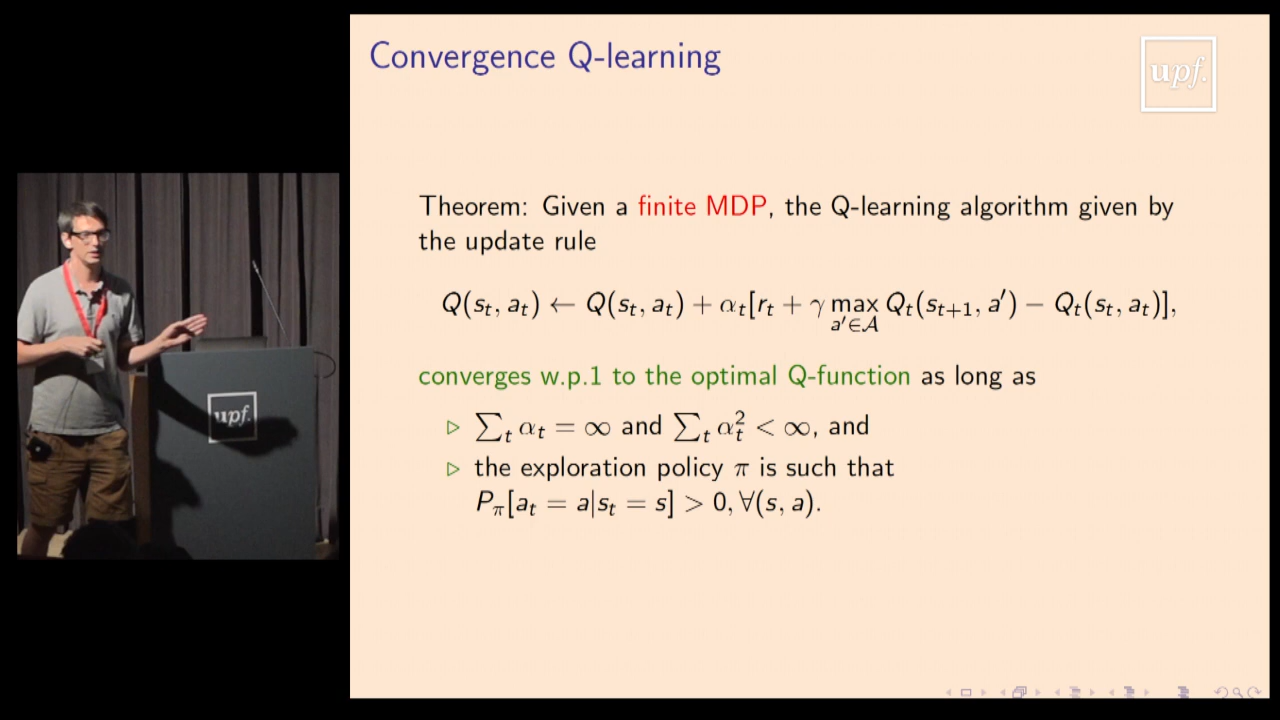 Convergence Q-learning
upf.
Theorem: Given a finite MDP, the Q-learning algorithm given by
the update rule
Q(s_t, a_t) ← Q(s_t, a_t) + α_t[r_t + γ max_{a′∈𝒜} Q_t(s_{t+1}, a′) − Q_t(s_t, a_t)],
converges w.p.1 to the optimal Q-function as long as
▷ ∑_t α_t = ∞ and ∑_t α_t^2 < ∞, and
▷ the exploration policy π is such that
P_π[a_t = a|s_t = s] > 0, ∀(s, a).
upf.